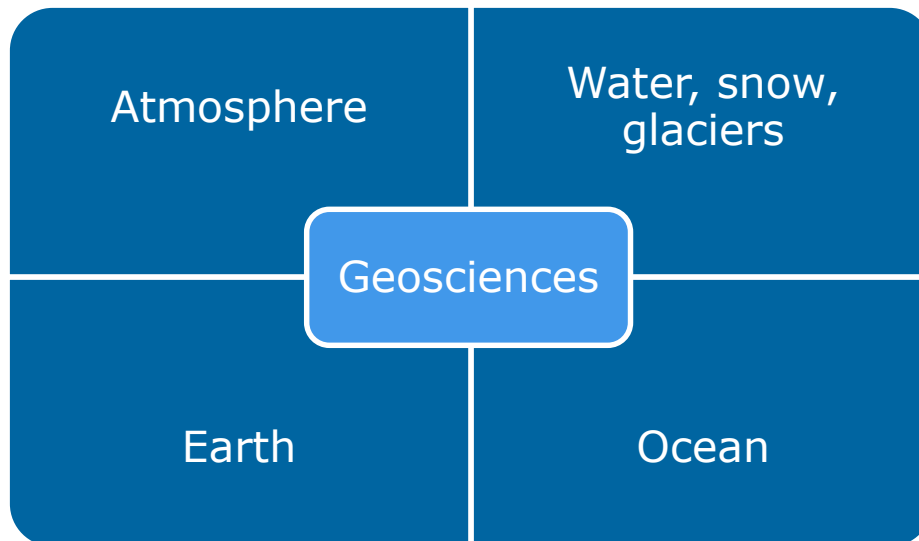 Atmosphere
Water, snow,
glaciers
Geosciences
Earth
Ocean